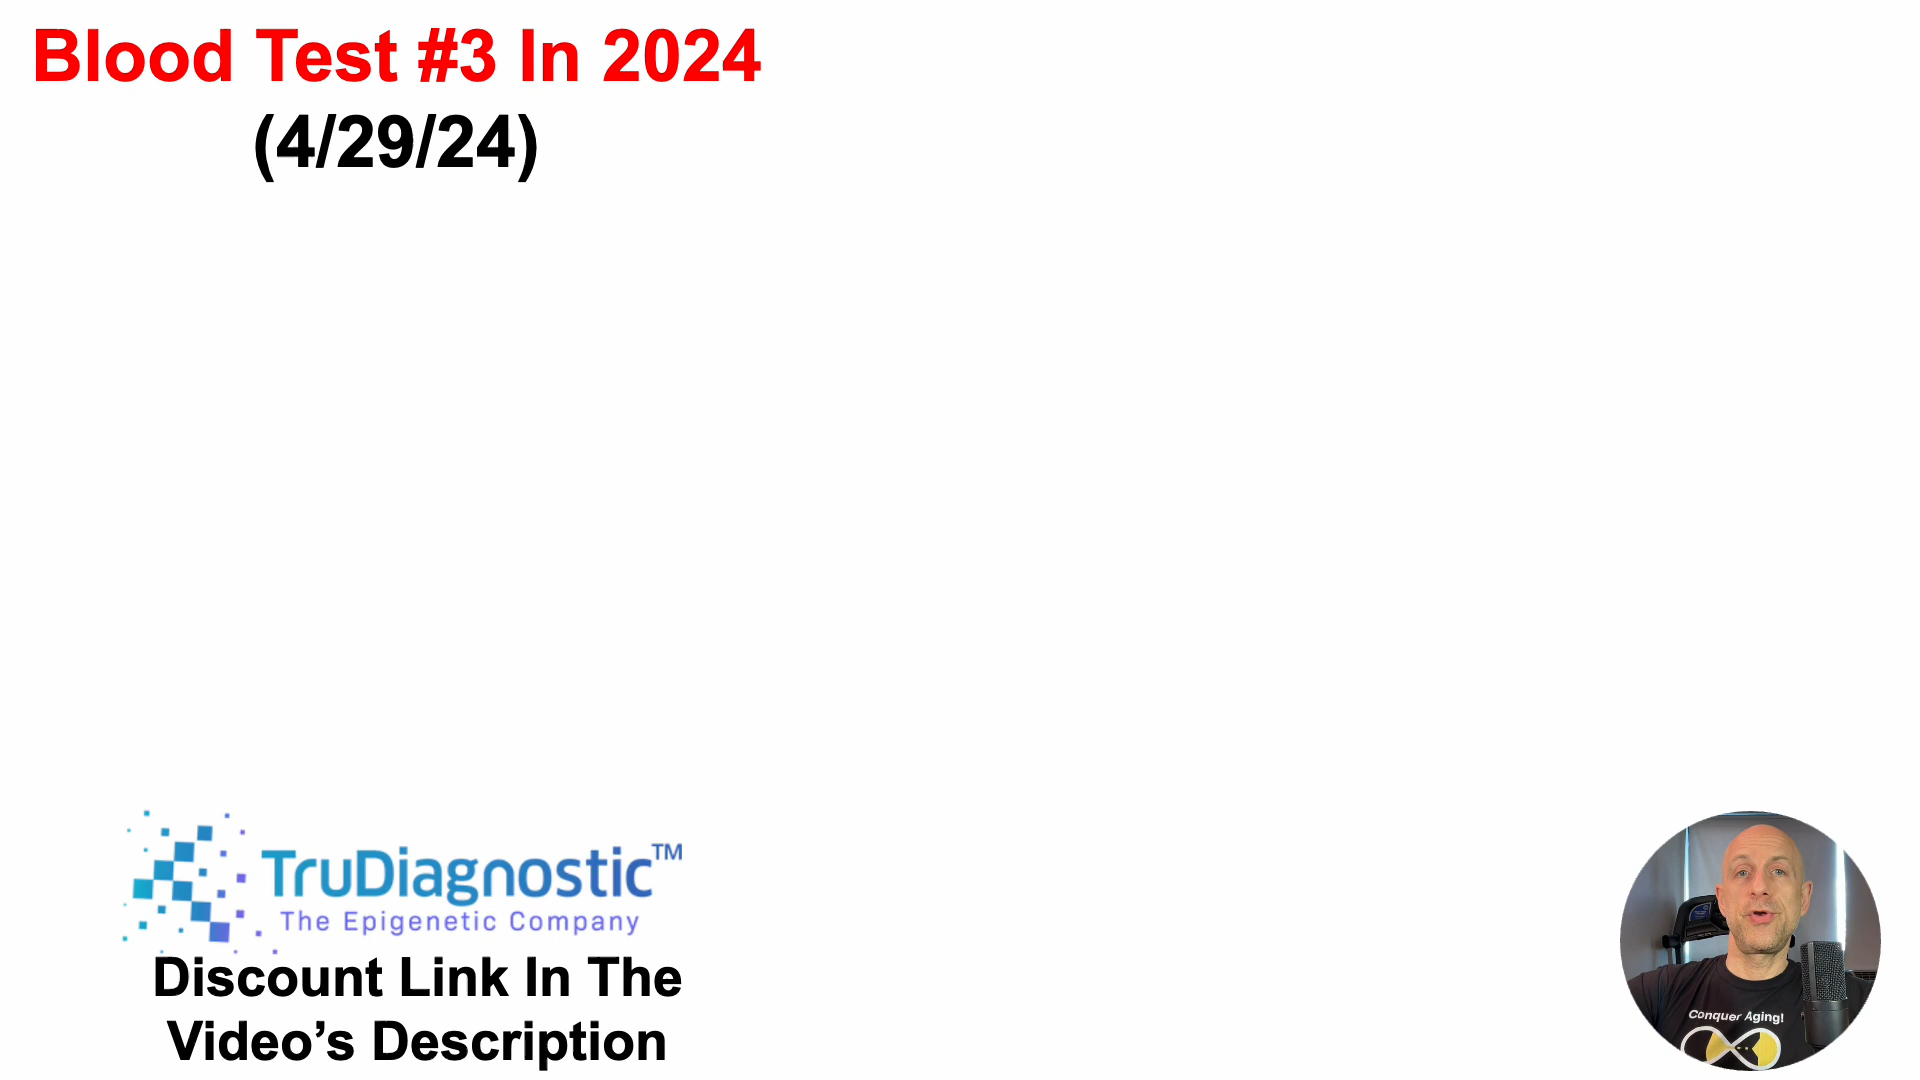 Blood Test #3 In 2024
(4/29/24)
TruDiagnostic™
The Epigenetic Company
Discount Link In The
Video’s Description
Conquer Aging!